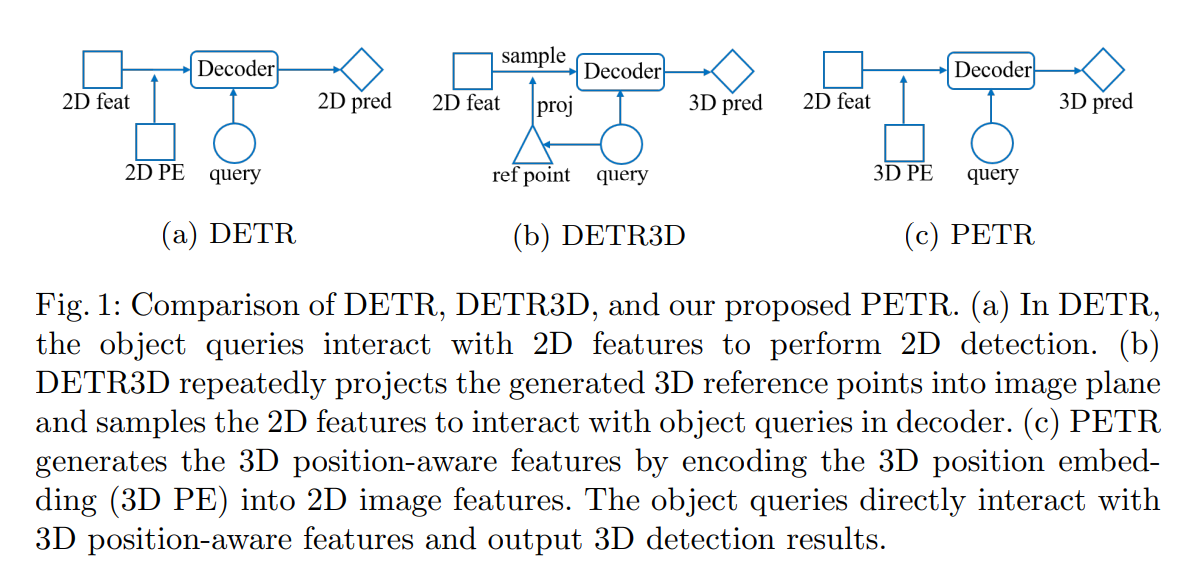 2D feat
Decoder
2D pred
2D PE
query
(a) DETR
sample
2D feat
Decoder
proj
3D pred
ref point
query
(b) DETR3D
2D feat
Decoder
3D pred
3D PE
query
(c) PETR
Fig. 1: Comparison of DETR, DETR3D, and our proposed PETR. (a) In DETR,
the object queries interact with 2D features to perform 2D detection. (b)
DETR3D repeatedly projects the generated 3D reference points into image plane
and samples the 2D features to interact with object queries in decoder. (c) PETR
generates the 3D position-aware features by encoding the 3D position embed-
ding (3D PE) into 2D image features. The object queries directly interact with
3D position-aware features and output 3D detection results.